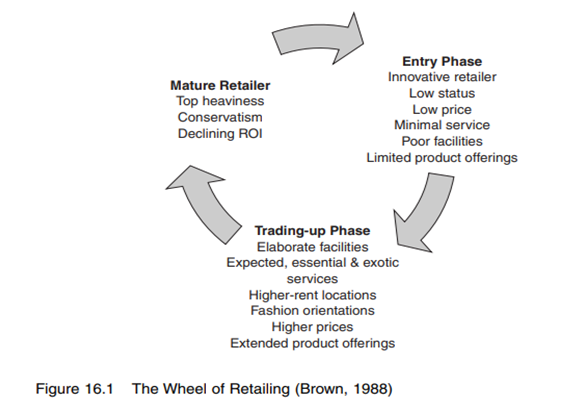 Mature Retailer
Top heaviness
Conservatism
Declining ROI
Entry Phase
Innovative retailer
Low status
Low price
Minimal service
Poor facilities
Limited product offerings
Trading-up Phase
Elaborate facilities
Expected, essential & exotic
services
Higher-rent locations
Fashion orientations
Higher prices
Extended product offerings
Figure 16.1 The Wheel of Retailing (Brown, 1988)